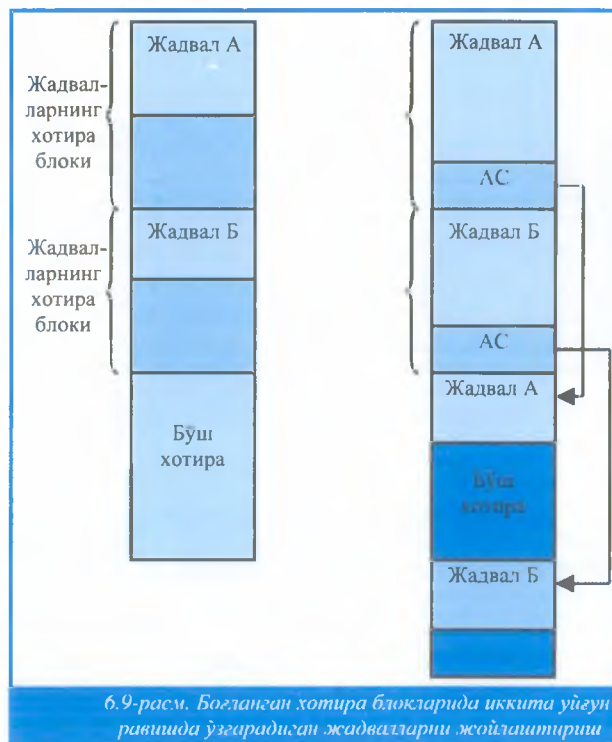 Жадвал А
Жадвал-
ларнинг
хотира
блоки
Жадвал Б
Жадвал-
ларнинг
хотира
блоки
Бўш
хотира
Жадвал А
АС
Жадвал Б
АС
Жадвал А
Бўш
хотира
Жадвал Б
6.9-расм. Боғланган хотира блокларида иккита уйғун
равишда ўзгарадиган жадвалларни жойлаштириш